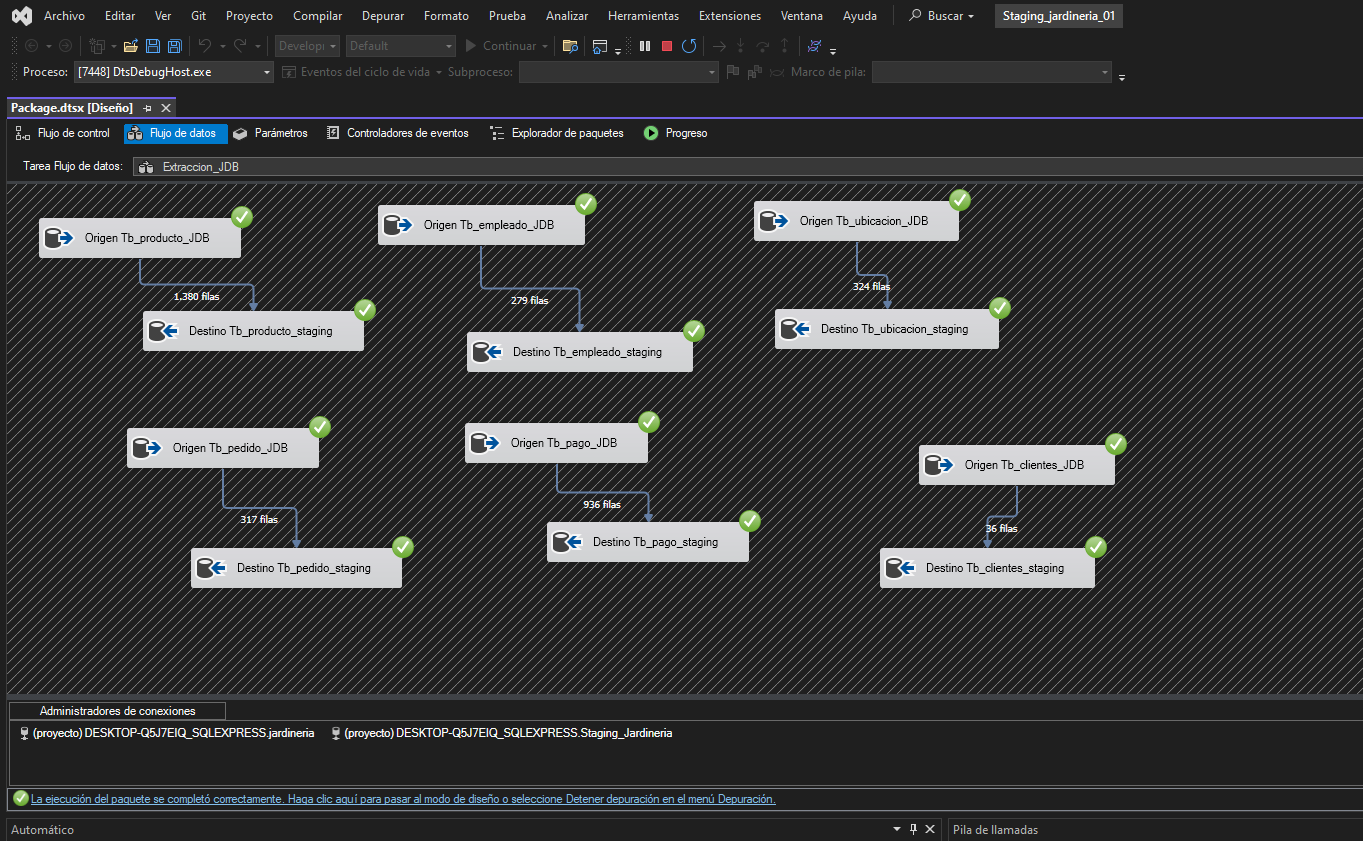 Archivo Editar Ver Git Proyecto Compilar Depurar Formato Prueba Analizar Herramientas Extensiones Ventana Ayuda Buscar Staging_jardineria_01
Develop Default Continuar
Proceso: [7448] DtsDebugHost.exe Eventos del ciclo de vida Subproceso: Marco de pila:
Package.dtsx [Diseño]
Flujo de control Flujo de datos Parámetros Controladores de eventos Explorador de paquetes Progreso
Tarea Flujo de datos: Extraccion_JDB
Origen Tb_producto_JDB
1.380 filas
Destino Tb_producto_staging
Origen Tb_empleado_JDB
279 filas
Destino Tb_empleado_staging
Origen Tb_ubicacion_JDB
324 filas
Destino Tb_ubicacion_staging
Origen Tb_pedido_JDB
317 filas
Destino Tb_pedido_staging
Origen Tb_pago_JDB
936 filas
Destino Tb_pago_staging
Origen Tb_clientes_JDB
36 filas
Destino Tb_clientes_staging
Administradores de conexiones
(proyecto) DESKTOP-Q5J7EIQ_SQLEXPRESS.jardineria (proyecto) DESKTOP-Q5J7EIQ_SQLEXPRESS.Staging_Jardineria
La ejecución del paquete se completó correctamente. Haga clic aquí para pasar al modo de diseño o seleccione Detener depuración en el menú Depuración.
Automático Pila de llamadas